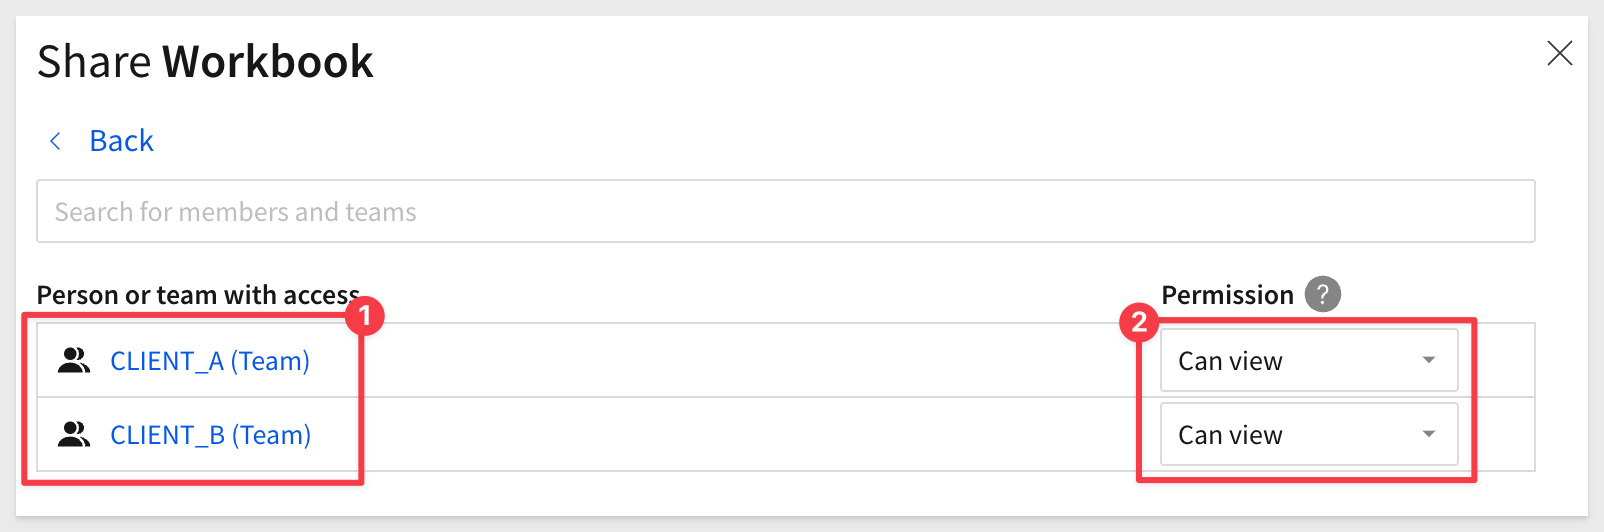 Share Workbook
Back
Search for members and teams
Person or team with access
Permission ?
1
2
CLIENT_A (Team)
Can view
CLIENT_B (Team)
Can view